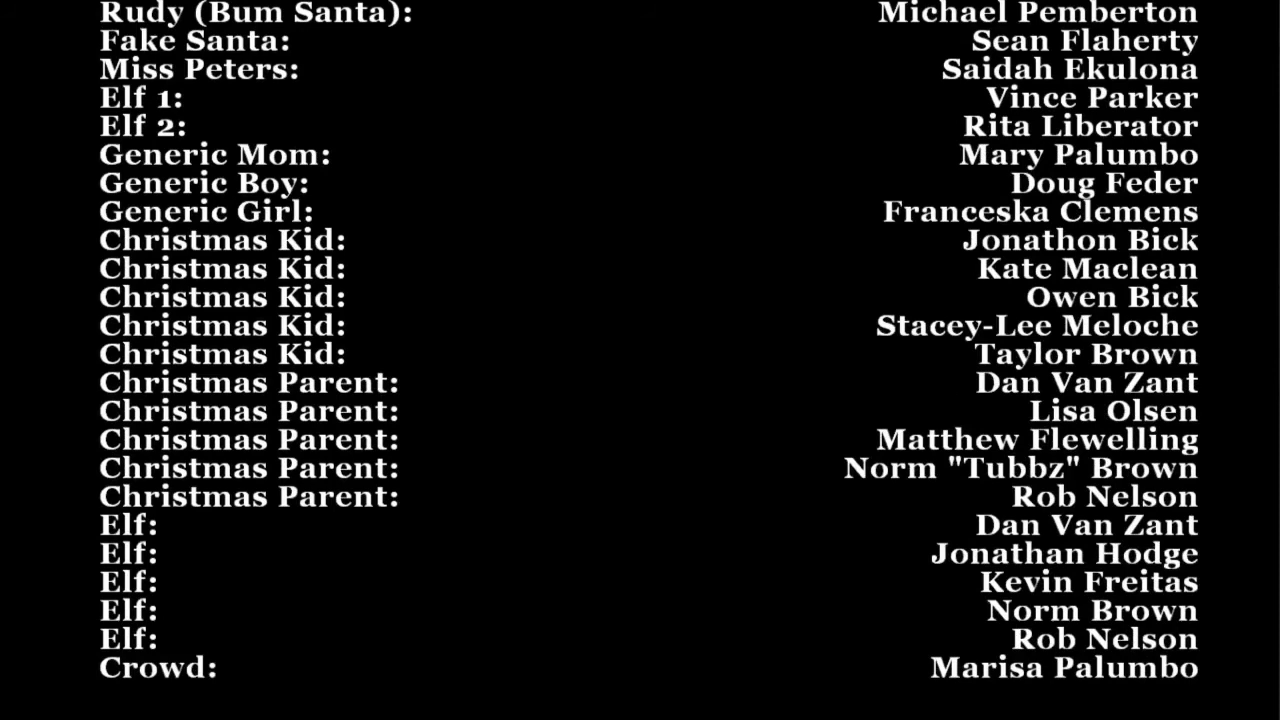 Rudy (Bum Santa): Michael Pemberton
Fake Santa: Sean Flaherty
Miss Peters: Saidah Ekulona
Elf 1: Vince Parker
Elf 2: Rita Liberator
Generic Mom: Mary Palumbo
Generic Boy: Doug Feder
Generic Girl: Franceska Clemens
Christmas Kid: Jonathon Bick
Christmas Kid: Kate Maclean
Christmas Kid: Owen Bick
Christmas Kid: Stacey-Lee Meloche
Christmas Kid: Taylor Brown
Christmas Parent: Dan Van Zant
Christmas Parent: Lisa Olsen
Christmas Parent: Matthew Flewelling
Christmas Parent: Norm "Tubbz" Brown
Christmas Parent: Rob Nelson
Elf: Dan Van Zant
Elf: Jonathan Hodge
Elf: Kevin Freitas
Elf: Norm Brown
Elf: Rob Nelson
Crowd: Marisa Palumbo